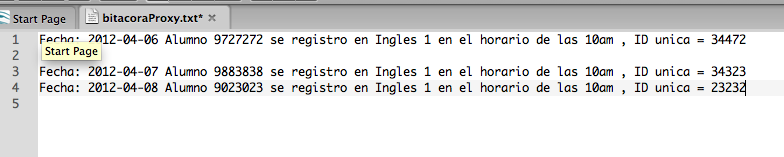 Start Page
bitacoraProxy.txt*
1 Fecha: 2012-04-06 Alumno 9727272 se registro en Ingles 1 en el horario de las 10am , ID unica = 34472
2 Start Page
3 Fecha: 2012-04-07 Alumno 9883838 se registro en Ingles 1 en el horario de las 10am , ID unica = 34323
4 Fecha: 2012-04-08 Alumno 9023023 se registro en Ingles 1 en el horario de las 10am , ID unica = 23232
5